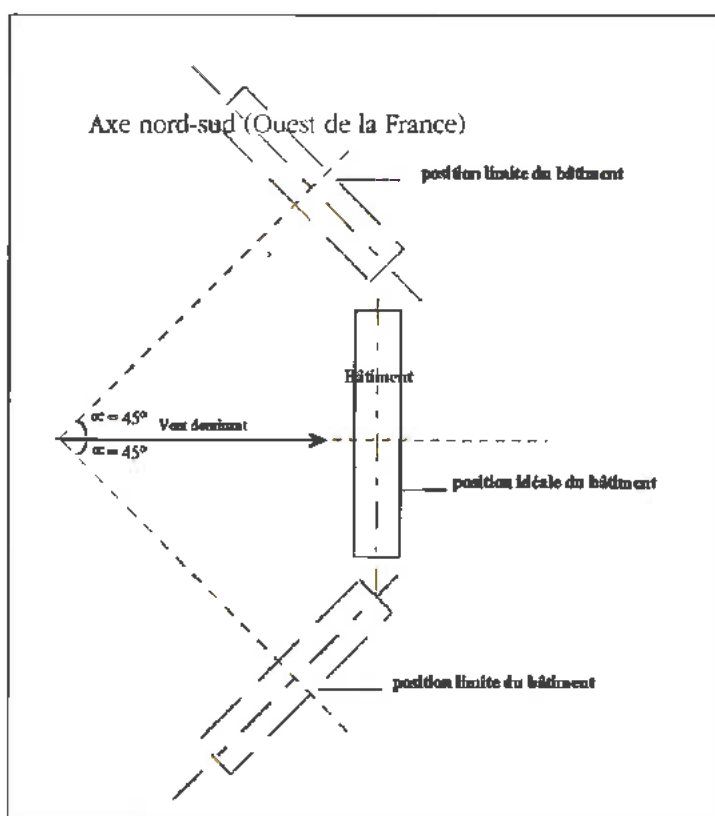 Axe nord-sud (Ouest de la France)
position limite du bâtiment
Bâtiment
α = 45°
Vent dominant
α = 45°
position idéale du bâtiment
position limite du bâtiment